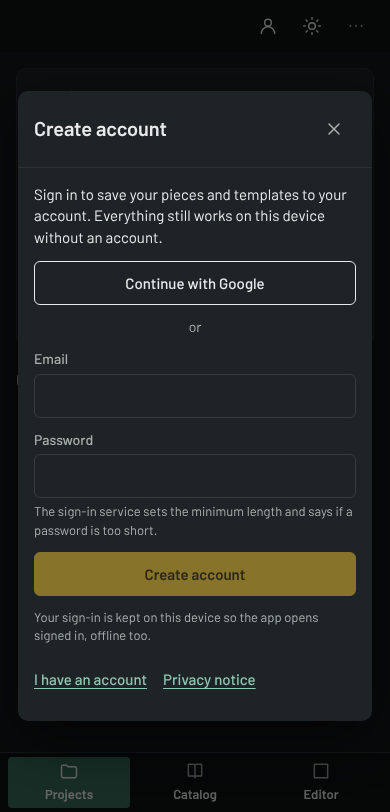 Create account
Sign in to save your pieces and templates to your
account. Everything still works on this device
without an account.
Continue with Google
or
Email
Password
The sign-in service sets the minimum length and says if a
password is too short.
Create account
Your sign-in is kept on this device so the app opens
signed in, offline too.
I have an account Privacy notice
Projects Catalog Editor